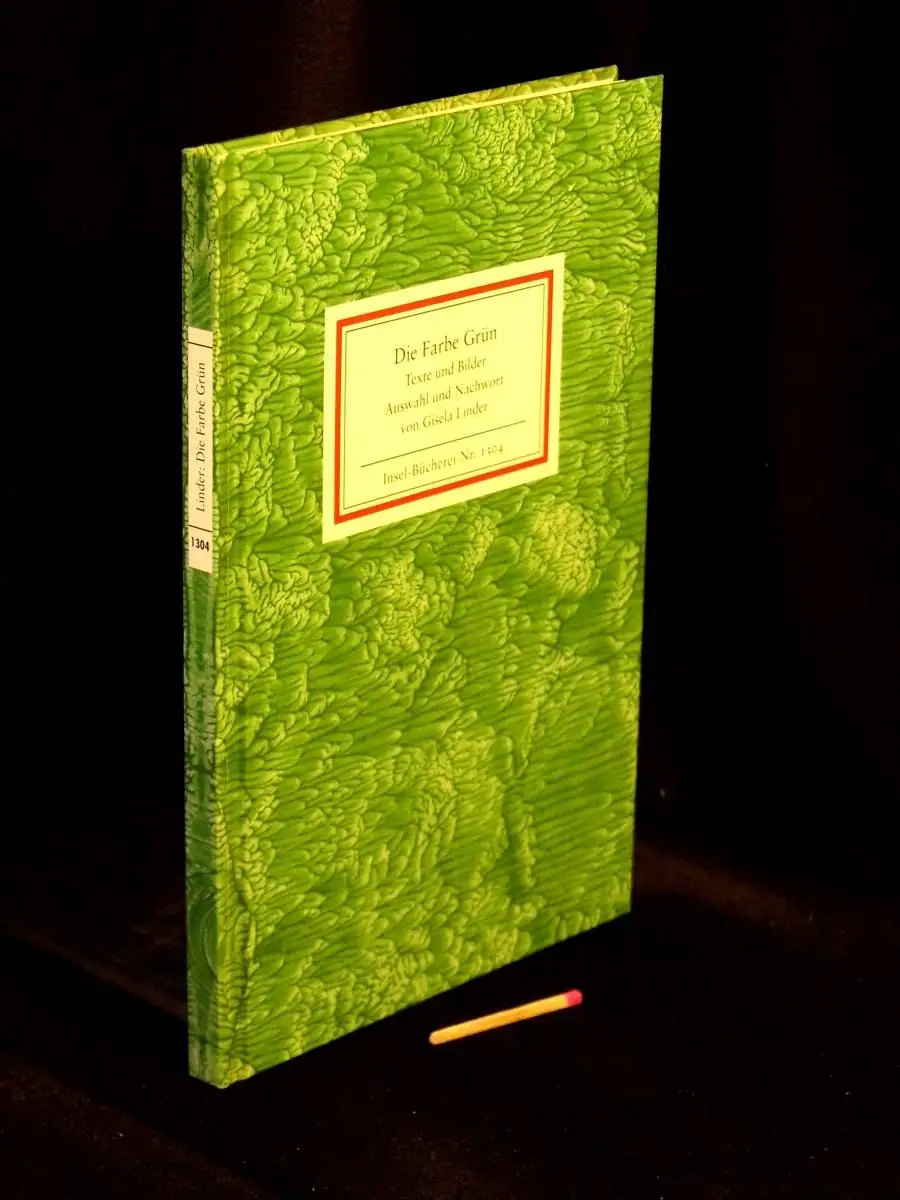 Die Farbe Grün
Texte und Bilder
Auswahl und Nachwort
von Gisela Linder
Insel-Bücherei Nr. 1304
Linder: Die Farbe Grün
1304